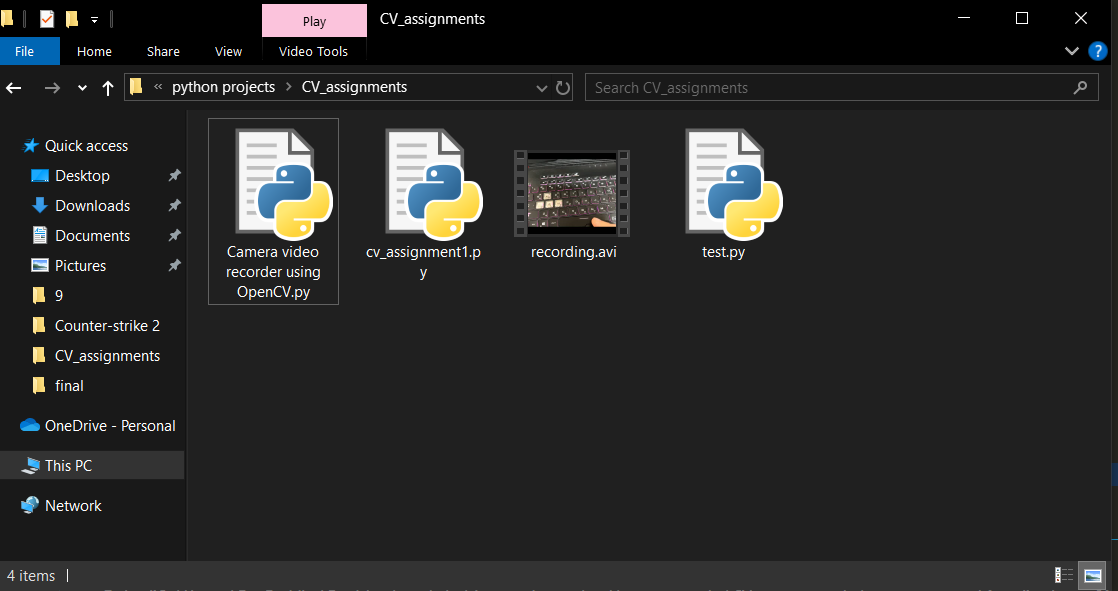 Play
CV_assignments
File
Home
Share
View
Video Tools
?
«
python projects > CV_assignments
Search CV_assignments
Quick access
Desktop
Downloads
Documents
Pictures
9
Counter-strike 2
CV_assignments
final
OneDrive - Personal
This PC
Network
Camera video
recorder using
OpenCV.py
cv_assignment1.p
y
recording.avi
test.py
4 items